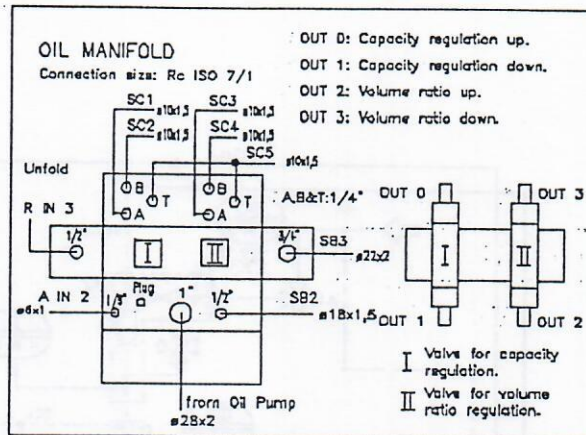 OIL MANIFOLD
Connection size: Rc ISO 7/1
OUT 0: Capacity regulation up.
OUT 1: Capacity regulation down.
OUT 2: Volume ratio up.
OUT 3: Volume ratio down.
SC1
ø10x1,5
SC3
ø10x1,5
SC2
ø10x1,5
SC4
ø10x1,5
SC5
ø10x1,5
Unfold
B
T
A
B
T
A
A,B&T:1/4"
R IN 3
1/2"
I
II
3/4"
SB3
ø22x2
A IN 2
ø6x1
1/8"
Plug
1"
1/2"
SB2
ø18x1,5
from Oil Pump
ø28x2
OUT 0
OUT 3
I
II
OUT 1
OUT 2
I Valve for capacity
regulation.
II Valve for volume
ratio regulation.